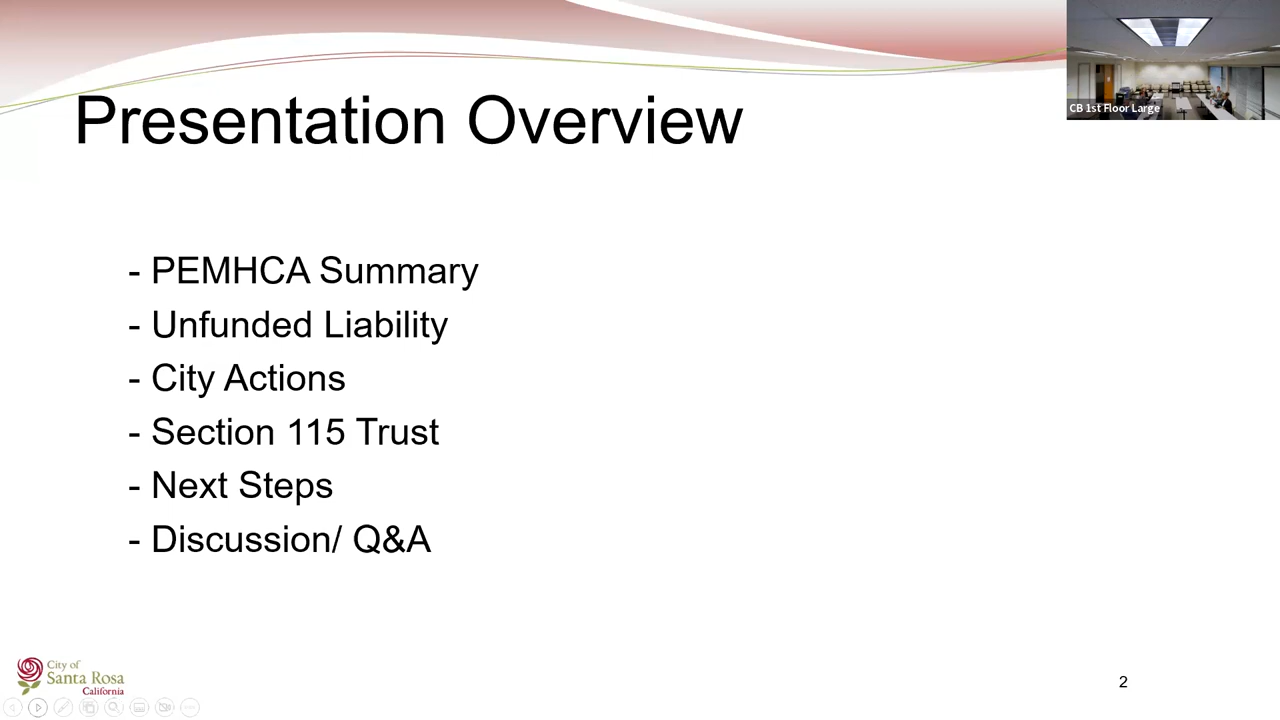 CB 1st Floor Large
Presentation Overview
- PEMHCA Summary
- Unfunded Liability
- City Actions
- Section 115 Trust
- Next Steps
- Discussion/ Q&A
City of
Santa Rosa
California
2